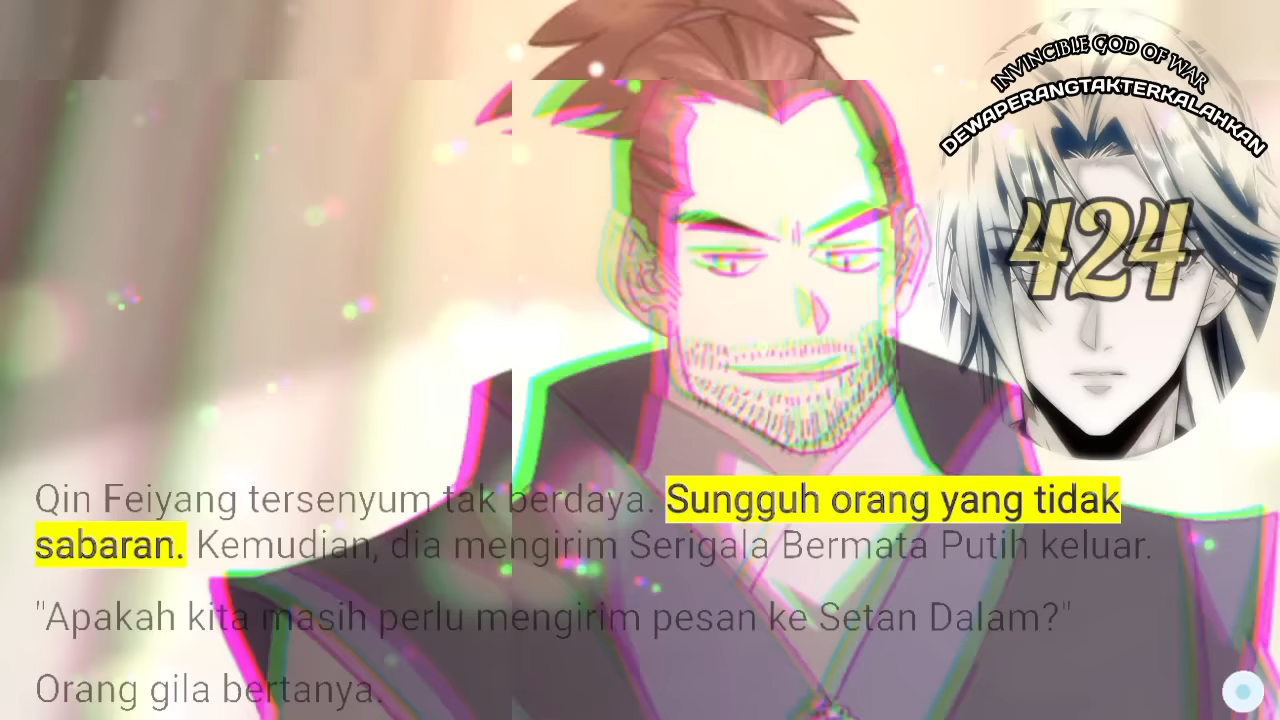 INVINCIBLE GOD OF WAR
DEWAPERANGTAKTERKALAHKAN
424
Qin Feiyang tersenyum tak berdaya. Sungguh orang yang tidak
sabaran. Kemudian, dia mengirim Serigala Bermata Putih keluar.
"Apakah kita masih perlu mengirim pesan ke Setan Dalam?"
Orang gila bertanya.